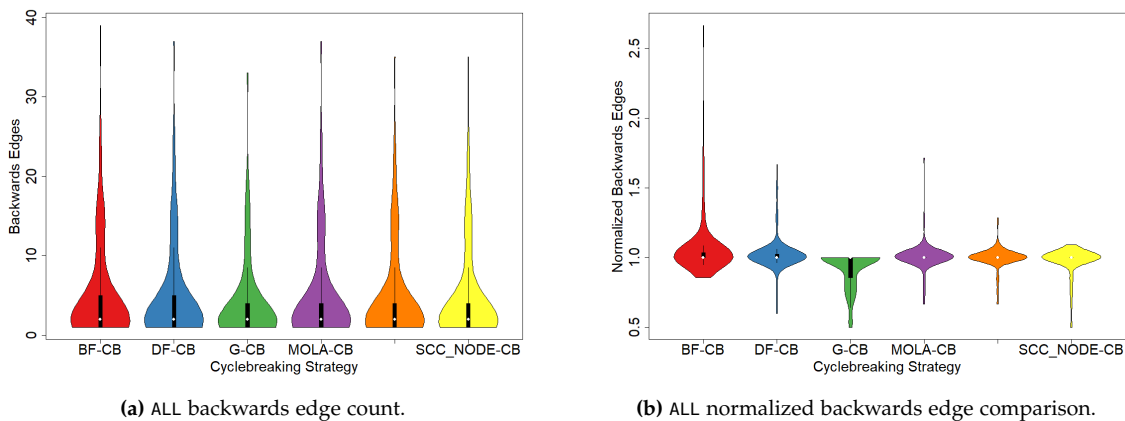 Backwards Edges
40
30
20
10
0
BF-CB DF-CB G-CB MOLA-CB SCC_NODE-CB
Cyclebreaking Strategy
(a) ALL backwards edge count.
Normalized Backwards Edges
2.5
2.0
1.5
1.0
0.5
BF-CB DF-CB G-CB MOLA-CB SCC_NODE-CB
Cyclebreaking Strategy
(b) ALL normalized backwards edge comparison.